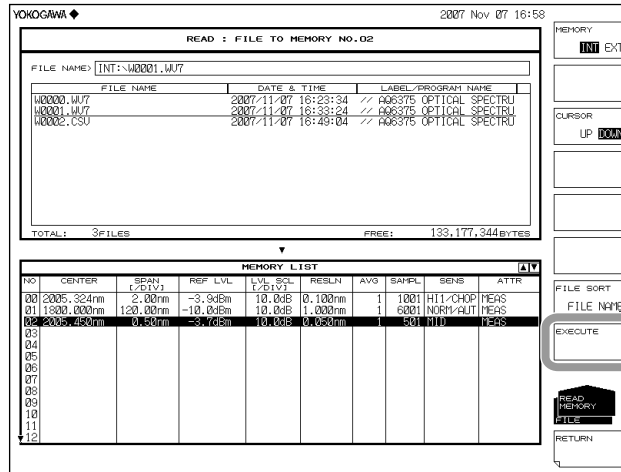 YOKOGAWA ◆ 2007 Nov 07 16:58
READ : FILE TO MEMORY NO.02
FILE NAME> INT:\W0001.WV7
FILE NAME DATE & TIME LABEL/PROGRAM NAME
W0000.WV7 2007/11/07 16:23:34 // AQ6375 OPTICAL SPECTRU
W0001.WV7 2007/11/07 16:33:24 // AQ6375 OPTICAL SPECTRU
W0002.CSV 2007/11/07 16:49:04 // AQ6375 OPTICAL SPECTRU
TOTAL: 3FILES FREE: 133,177,344BYTES
▼
MEMORY LIST ▲▼
NO CENTER SPAN [/DIV] REF LVL LVL SCL [/DIV] RESLN AVG SAMPL SENS ATTR
00 2005.324nm 2.00nm -3.9dBm 10.0dB 0.100nm 1 1001 HI1/CHOP MEAS
01 1800.000nm 120.00nm -10.0dBm 10.0dB 1.000nm 1 6001 NORM/AUT MEAS
02 2005.450nm 0.50nm -3.7dBm 10.0dB 0.050nm 1 501 MID MEAS
03
04
05
06
07
08
09
10
11
▼12
MEMORY
INT EXT
CURSOR
UP DOWN
FILE SORT
FILE NAME
EXECUTE
READ
MEMORY
FILE
RETURN